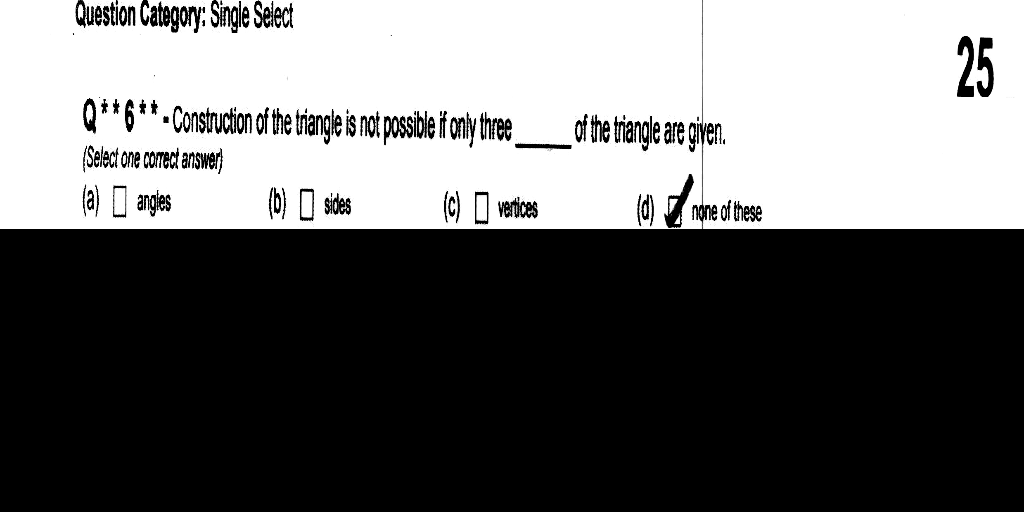 Question Category: Single Select
25
Q**6** - Construction of the triangle is not possible if only three _____ of the triangle are given.
(Select one correct answer)
(a) angles (b) sides (c) vertices (d) none of these